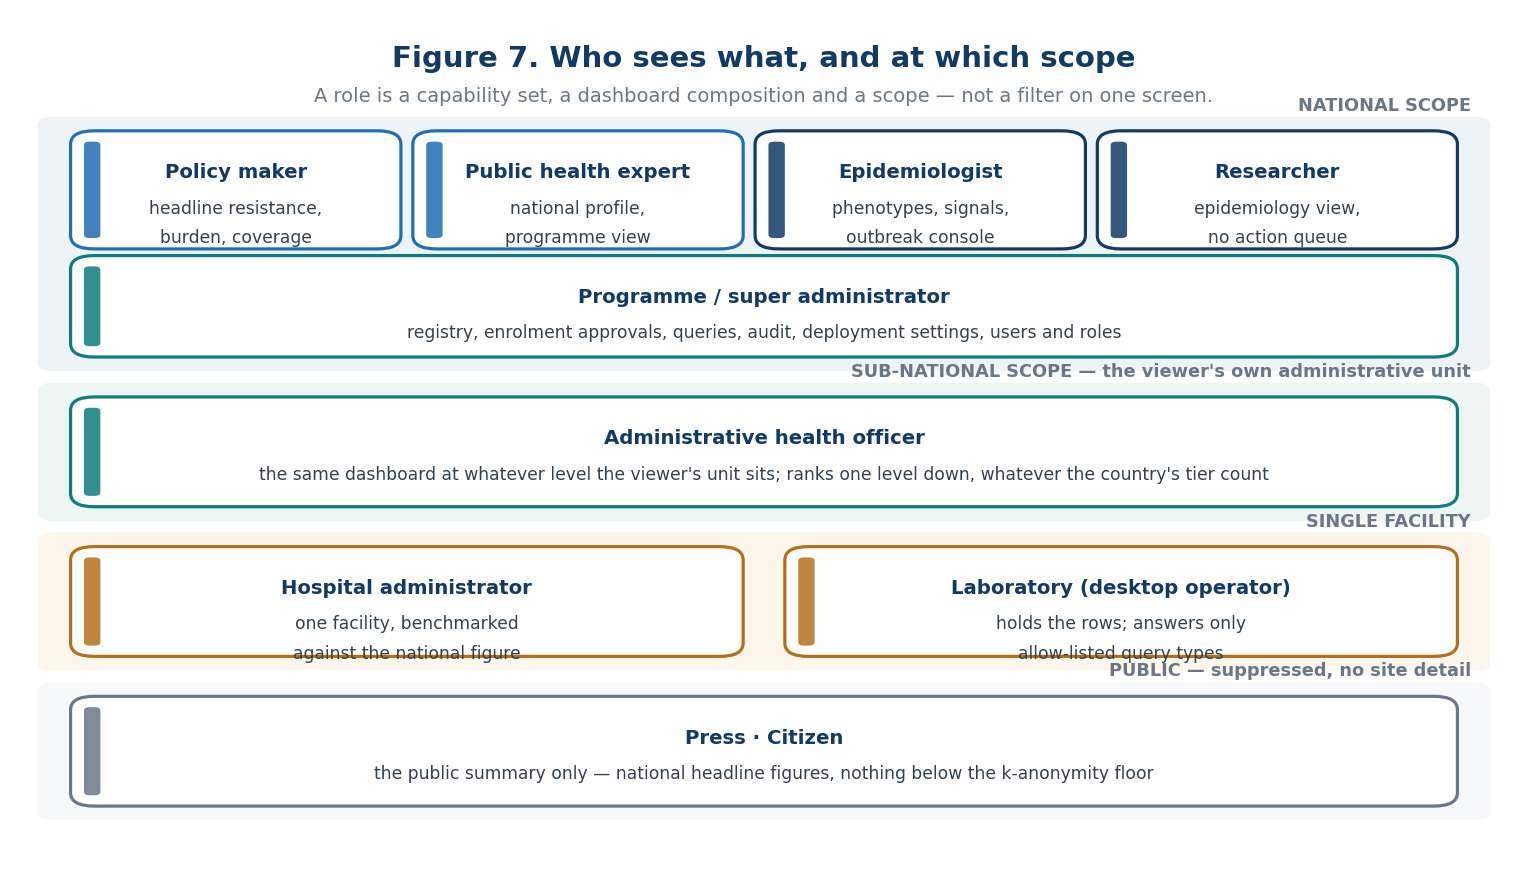 Figure 7. Who sees what, and at which scope
A role is a capability set, a dashboard composition and a scope — not a filter on one screen.
NATIONAL SCOPE
Policy maker
headline resistance,
burden, coverage
Public health expert
national profile,
programme view
Epidemiologist
phenotypes, signals,
outbreak console
Researcher
epidemiology view,
no action queue
Programme / super administrator
registry, enrolment approvals, queries, audit, deployment settings, users and roles
SUB-NATIONAL SCOPE — the viewer's own administrative unit
Administrative health officer
the same dashboard at whatever level the viewer's unit sits; ranks one level down, whatever the country's tier count
SINGLE FACILITY
Hospital administrator
one facility, benchmarked
against the national figure
Laboratory (desktop operator)
holds the rows; answers only
allow-listed query types
PUBLIC — suppressed, no site detail
Press · Citizen
the public summary only — national headline figures, nothing below the k-anonymity floor